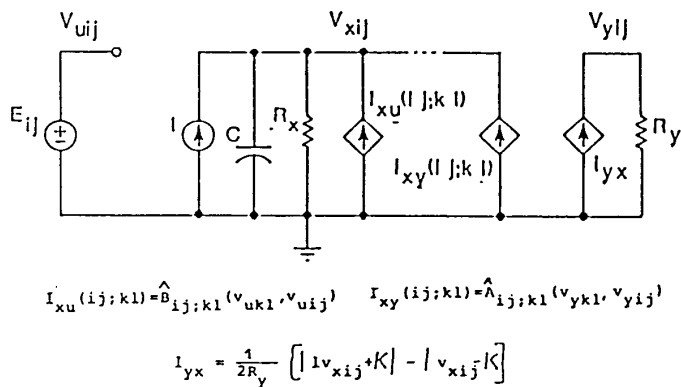 V_uij V_xij V_yij
E_ij I C R_x I_xu(ij;kl) I_xy(ij;kl) I_yx R_y
I_xu(ij;kl)=B̂_ij;kl(v_ukl,v_uij) I_xy(ij;kl)=Â_ij;kl(v_ykl,v_yij)
I_yx = 1/2R_y [|1v_xij+K| - |v_xij-K|]